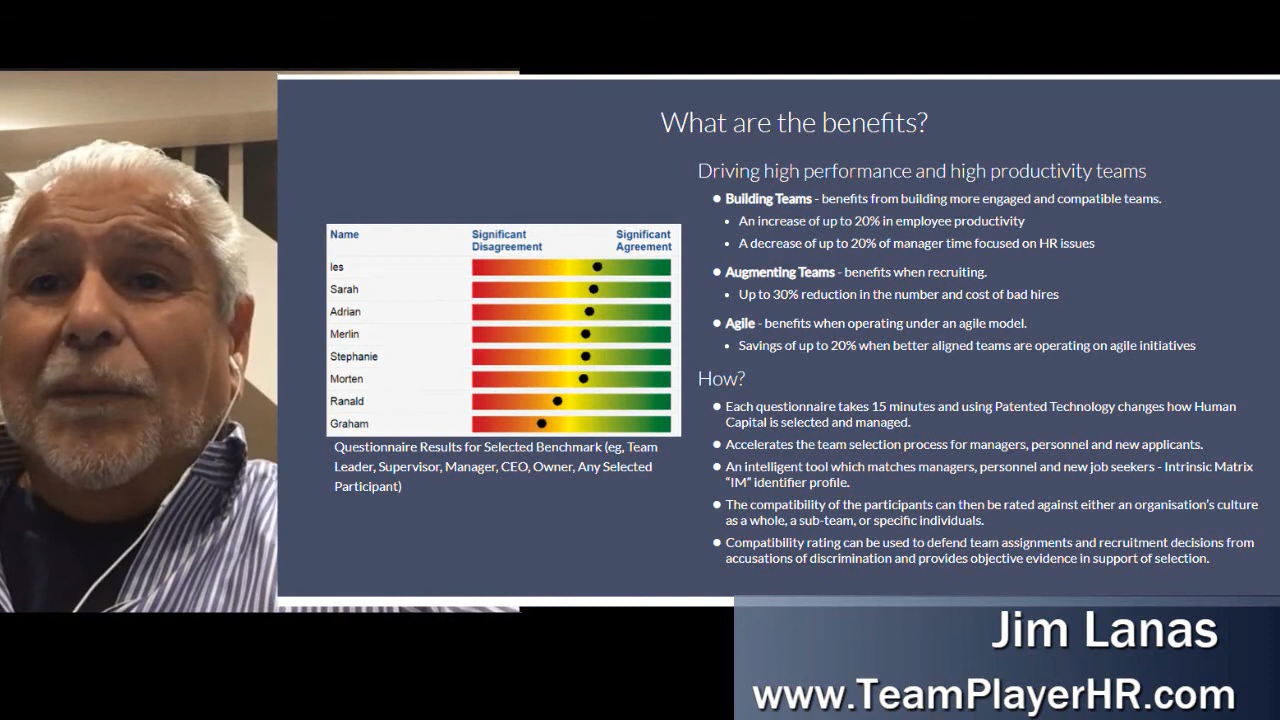 What are the benefits?
Name
Significant Disagreement
Significant Agreement
Ies
Sarah
Adrian
Merlin
Stephanie
Morten
Ranald
Graham
Questionnaire Results for Selected Benchmark (eg, Team
Leader, Supervisor, Manager, CEO, Owner, Any Selected
Participant)
Driving high performance and high productivity teams
Building Teams - benefits from building more engaged and compatible teams.
An increase of up to 20% in employee productivity
A decrease of up to 20% of manager time focused on HR issues
Augmenting Teams - benefits when recruiting.
Up to 30% reduction in the number and cost of bad hires
Agile - benefits when operating under an agile model.
Savings of up to 20% when better aligned teams are operating on agile initiatives
How?
Each questionnaire takes 15 minutes and using Patented Technology changes how Human
Capital is selected and managed.
Accelerates the team selection process for managers, personnel and new applicants.
An intelligent tool which matches managers, personnel and new job seekers - Intrinsic Matrix
"IM" identifier profile.
The compatibility of the participants can then be rated against either an organisation's culture
as a whole, a sub-team, or specific individuals.
Compatibility rating can be used to defend team assignments and recruitment decisions from
accusations of discrimination and provides objective evidence in support of selection.
Jim Lanas
www.TeamPlayerHR.com